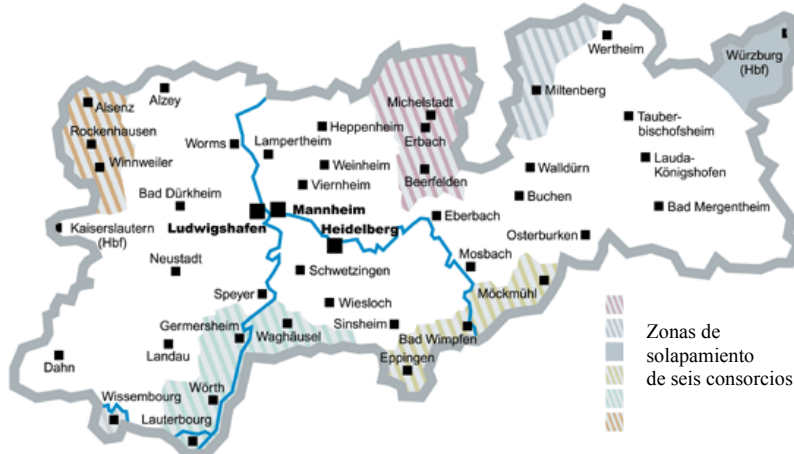 Wertheim
Würzburg
(Hbf)
Alzey
Alsenz
Miltenberg
Michelstadt
Rockenhausen
Heppenheim
Tauber-
bischofsheim
Erbach
Worms
Lampertheim
Winnweiler
Weinheim
Walldürn
Lauda-
Königshofen
Beerfelden
Viernheim
Bad Dürkheim
Buchen
Mannheim
Bad Mergentheim
Kaiserslautern
(Hbf)
Ludwigshafen
Eberbach
Heidelberg
Osterburken
Neustadt
Schwetzingen
Mosbach
Speyer
Möckmühl
Wiesloch
Germersheim
Waghäusel
Sinsheim
Bad Wimpfen
Landau
Dahn
Eppingen
Wissembourg
Wörth
Lauterbourg
Zonas de
solapamiento
de seis consorcios